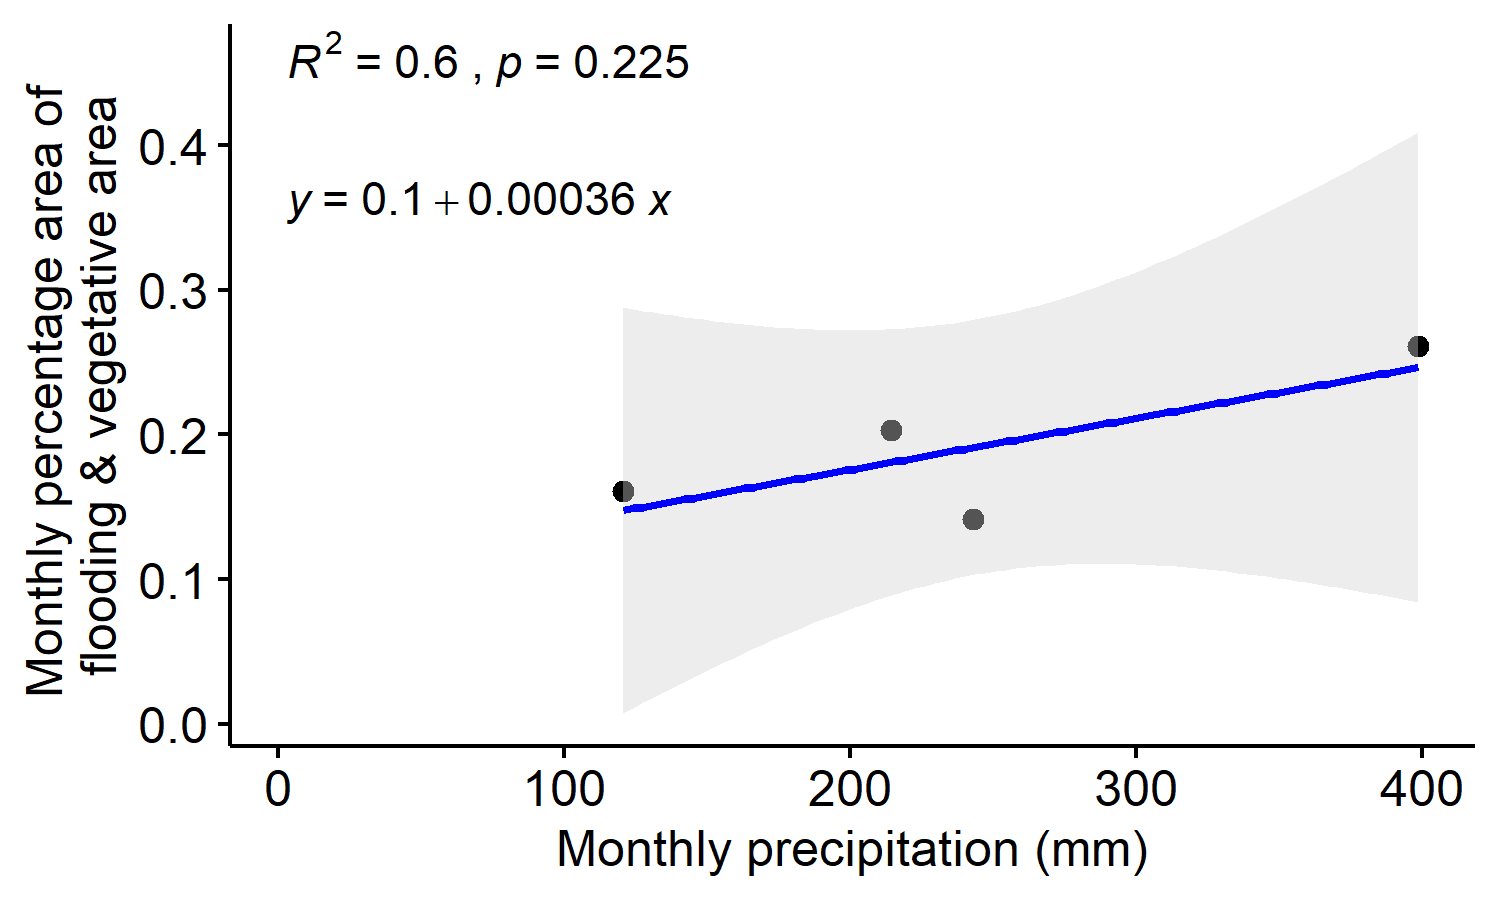 R² = 0.6 , p = 0.225
y = 0.1 + 0.00036 x
Monthly percentage area of
flooding & vegetative area
0.4
0.3
0.2
0.1
0.0
0
100
200
300
400
Monthly precipitation (mm)